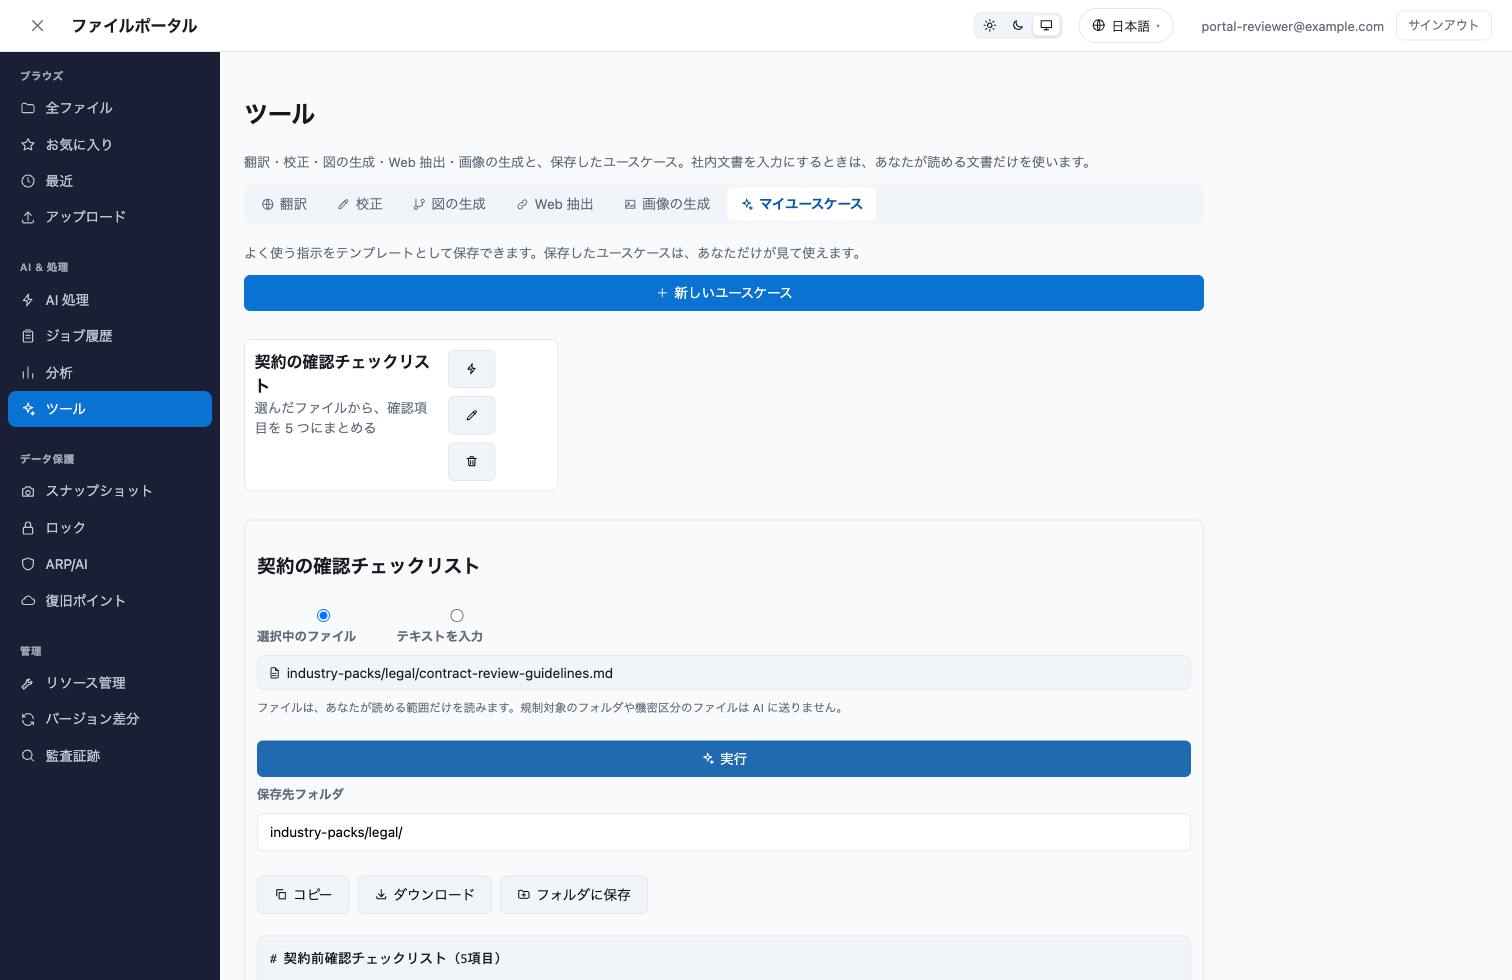 ファイルポータル
日本語
portal-reviewer@example.com
サインアウト
ブラウズ
全ファイル
お気に入り
最近
アップロード
AI & 処理
AI 処理
ジョブ履歴
分析
ツール
データ保護
スナップショット
ロック
ARP/AI
復旧ポイント
管理
リソース管理
バージョン差分
監査証跡
ツール
翻訳・校正・図の生成・Web 抽出・画像の生成と、保存したユースケース。社内文書を入力にするときは、あなたが読める文書だけを使います。
翻訳
校正
図の生成
Web 抽出
画像の生成
マイユースケース
よく使う指示をテンプレートとして保存できます。保存したユースケースは、あなただけが見て使えます。
＋ 新しいユースケース
契約の確認チェックリス
ト
選んだファイルから、確認項
目を 5 つにまとめる
契約の確認チェックリスト
選択中のファイル
テキストを入力
industry-packs/legal/contract-review-guidelines.md
ファイルは、あなたが読める範囲だけを読みます。規制対象のフォルダや機密区分のファイルは AI に送りません。
実行
保存先フォルダ
industry-packs/legal/
コピー
ダウンロード
フォルダに保存
# 契約前確認チェックリスト（5項目）